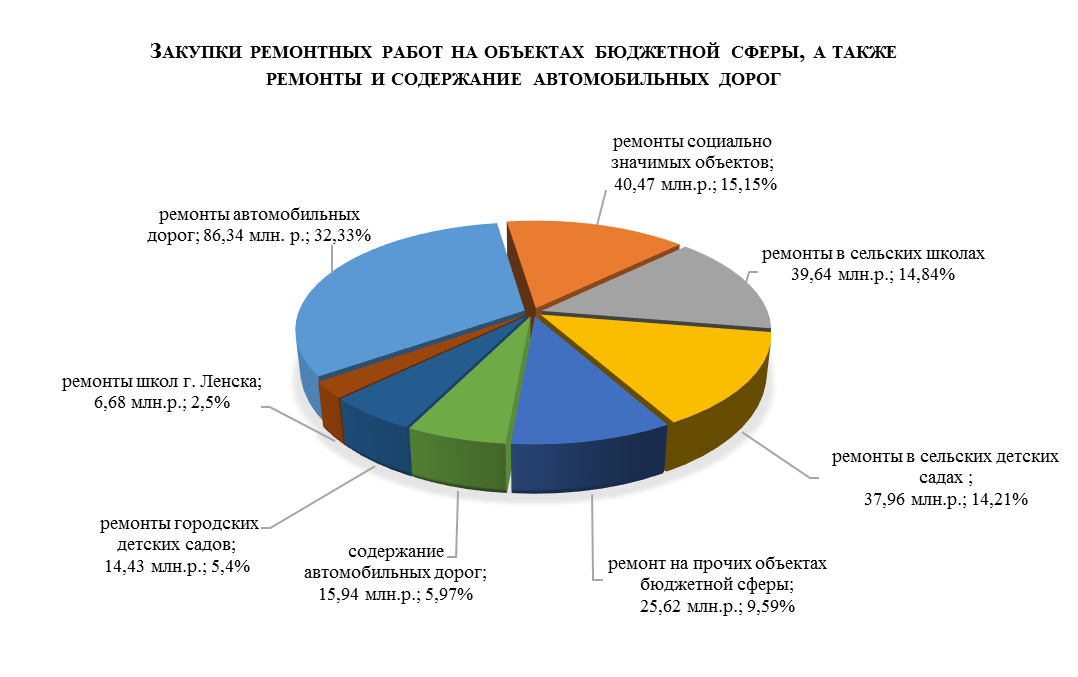 ЗАКУПКИ РЕМОНТНЫХ РАБОТ НА ОБЪЕКТАХ БЮДЖЕТНОЙ СФЕРЫ, А ТАКЖЕ
РЕМОНТЫ И СОДЕРЖАНИЕ АВТОМОБИЛЬНЫХ ДОРОГ
ремонты социально
значимых объектов;
40,47 млн.р.; 15,15%
ремонты автомобильных
дорог; 86,34 млн. р.; 32,33%
ремонты в сельских школах
39,64 млн.р.; 14,84%
ремонты школ г. Ленска;
6,68 млн.р.; 2,5%
ремонты в сельских детских
садах ;
37,96 млн.р.; 14,21%
ремонты городских
детских садов;
14,43 млн.р.; 5,4%
содержание
автомобильных дорог;
15,94 млн.р.; 5,97%
ремонт на прочих объектах
бюджетной сферы;
25,62 млн.р.; 9,59%